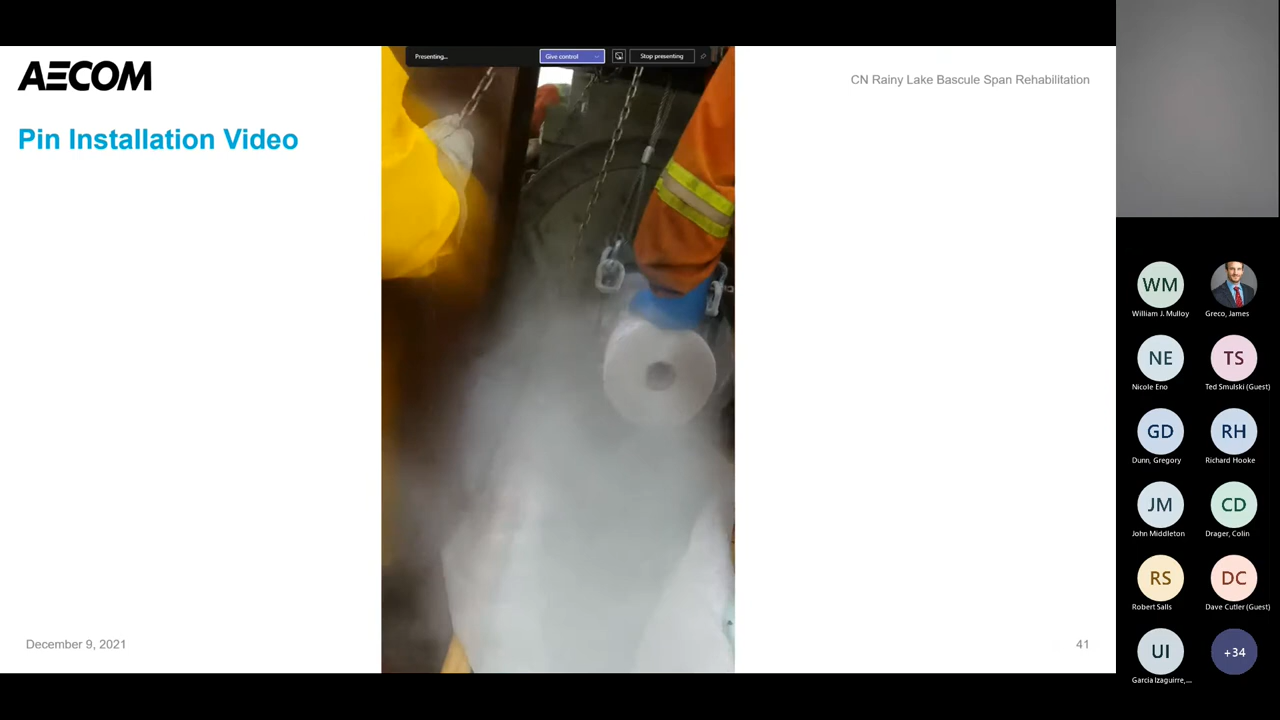 Presenting...
Give control
Stop presenting
AECOM
CN Rainy Lake Bascule Span Rehabilitation
Pin Installation Video
December 9, 2021
41
WM
William J. Mulloy
Greco, James
NE
Nicole Eno
TS
Ted Smulski (Guest)
GD
Dunn, Gregory
RH
Richard Hooke
JM
John Middleton
CD
Drager, Colin
RS
Robert Salls
DC
Dave Cutler (Guest)
UI
Garcia Izaguirre,...
+34